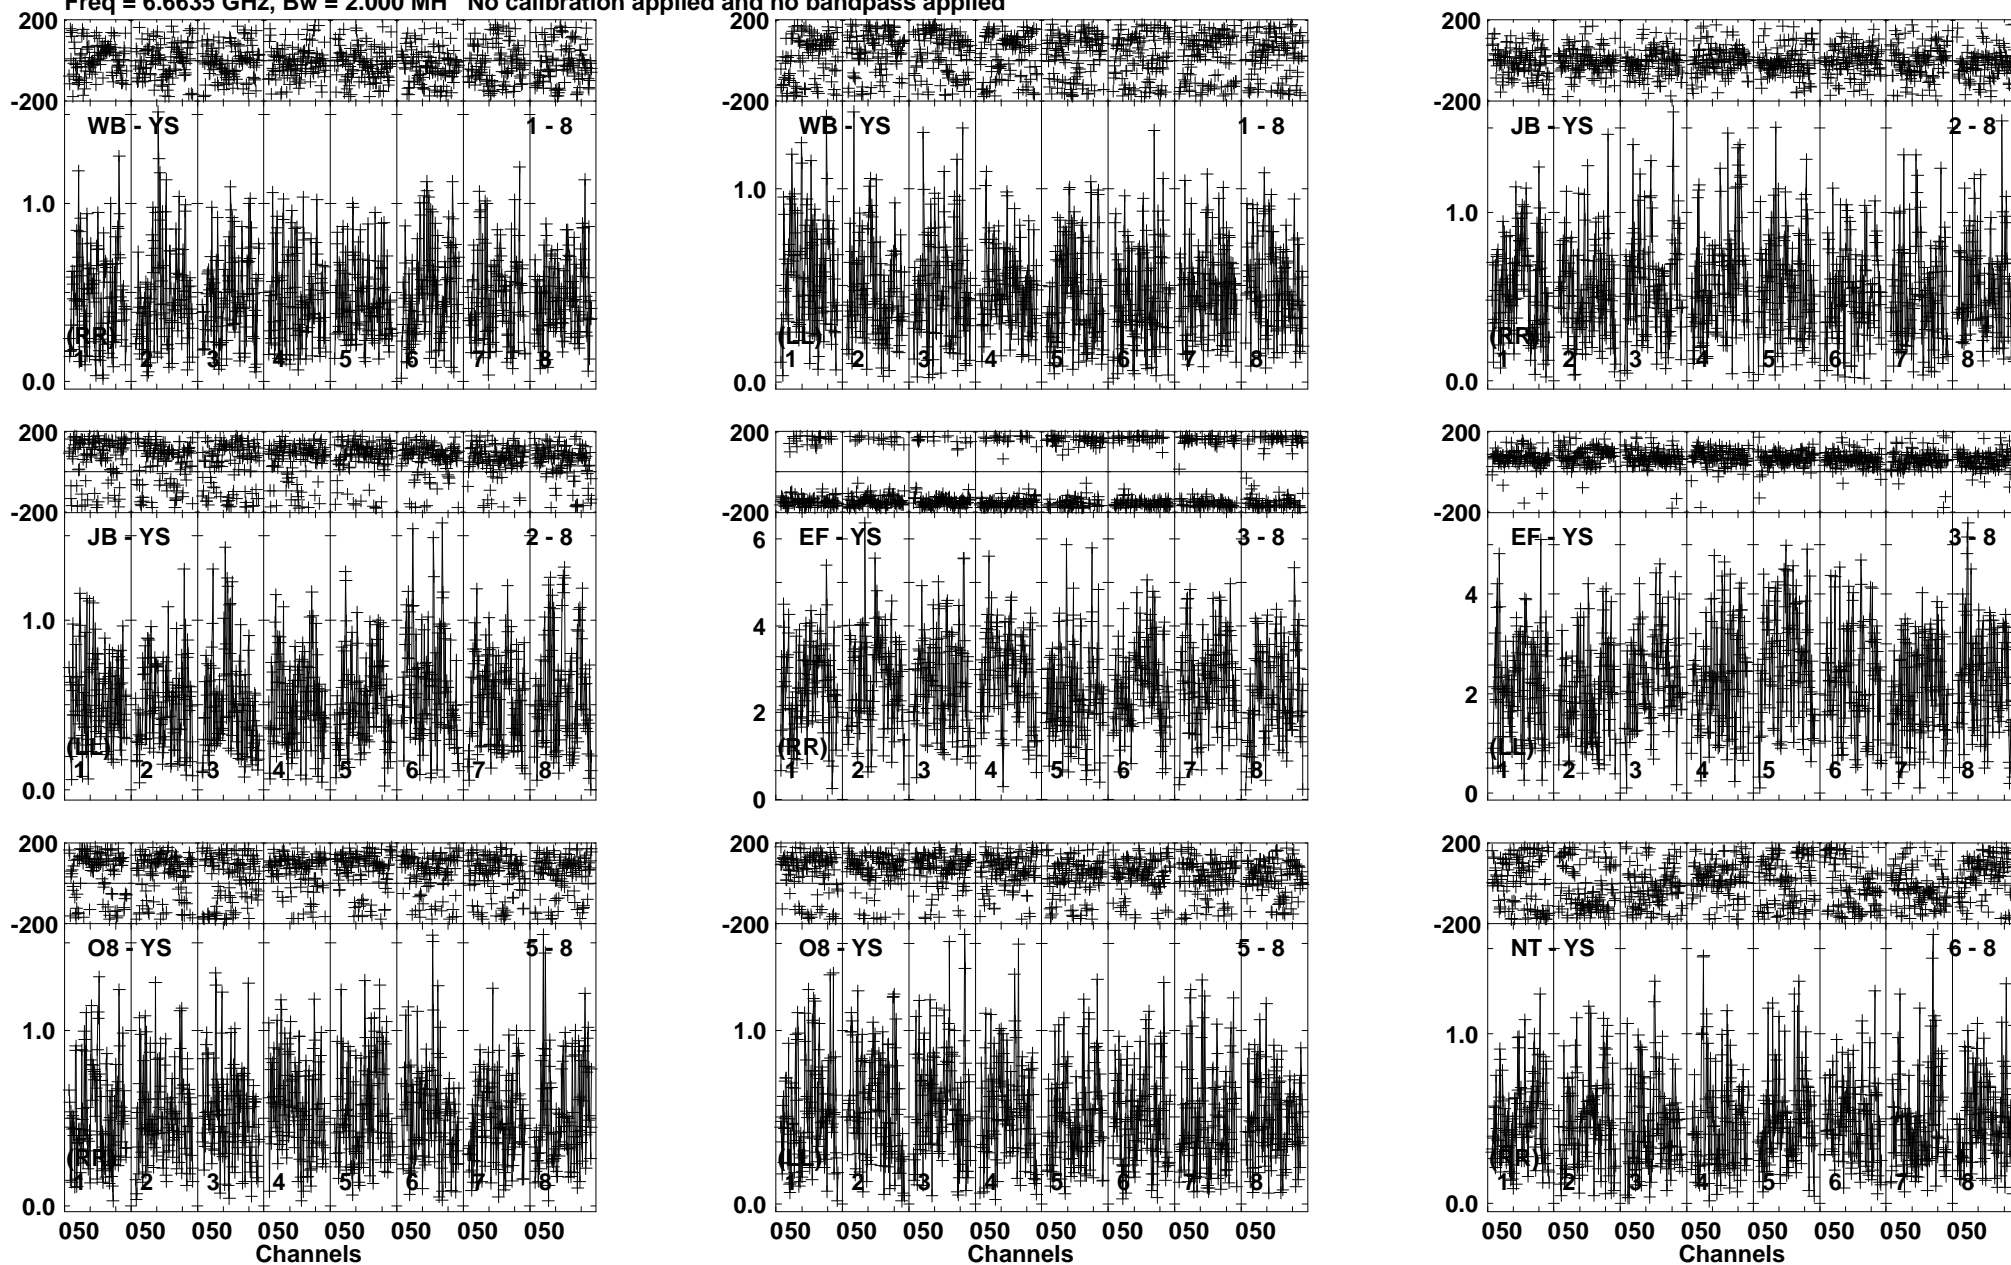 Freq = 6.6635 GHz, Bw = 2.000 MH No calibration applied and no bandpass applied
200 200 200
-200 -200 -200
WB - YS 1 - 8 WB - YS 1 - 8 JB - YS 2 - 8
1.0 1.0 1.0
(RR) (LL) (RR)
1 2 3 4 5 6 7 8 1 2 3 4 5 6 7 8 1 2 3 4 5 6 7 8
0.0 0.0 0.0
200 200 200
-200 -200 -200
JB - YS 2 - 8 EF - YS 3 - 8 EF - YS 3 - 8
6
1.0 4 4
2 2
(LL) (RR) (LL)
1 2 3 4 5 6 7 8 1 2 3 4 5 6 7 8 1 2 3 4 5 6 7 8
0.0 0 0
200 200 200
-200 -200 -200
O8 - YS 5 - 8 O8 - YS 5 - 8 NT - YS 6 - 8
1.0 1.0 1.0
(RR) (LL) (RR)
1 2 3 4 5 6 7 8 1 2 3 4 5 6 7 8 1 2 3 4 5 6 7 8
0.0 0.0 0.0
050 050 050 050 050 050 050 050 050 050 050 050 050 050 050 050 050 050 050 050 050 050 050 050
Channels Channels Channels